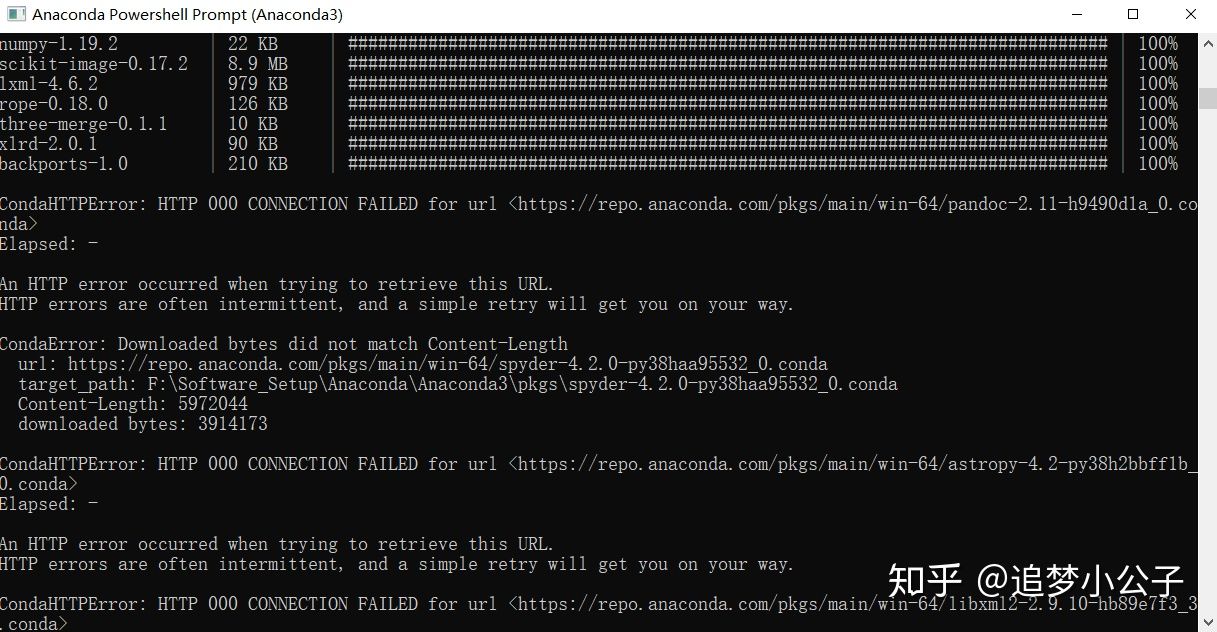 Anaconda Powershell Prompt (Anaconda3)
numpy-1.19.2 | 22 KB | ############################################################################ | 100%
scikit-image-0.17.2 | 8.9 MB | ############################################################################ | 100%
lxml-4.6.2 | 979 KB | ############################################################################ | 100%
rope-0.18.0 | 126 KB | ############################################################################ | 100%
three-merge-0.1.1 | 10 KB | ############################################################################ | 100%
xlrd-2.0.1 | 90 KB | ############################################################################ | 100%
backports-1.0 | 210 KB | ############################################################################ | 100%
CondaHTTPError: HTTP 000 CONNECTION FAILED for url <https://repo.anaconda.com/pkgs/main/win-64/pandoc-2.11-h9490d1a_0.co
nda>
Elapsed: -
An HTTP error occurred when trying to retrieve this URL.
HTTP errors are often intermittent, and a simple retry will get you on your way.
CondaError: Downloaded bytes did not match Content-Length
url: https://repo.anaconda.com/pkgs/main/win-64/spyder-4.2.0-py38haa95532_0.conda
target_path: F:\Software_Setup\Anaconda\Anaconda3\pkgs\spyder-4.2.0-py38haa95532_0.conda
Content-Length: 5972044
downloaded bytes: 3914173
CondaHTTPError: HTTP 000 CONNECTION FAILED for url <https://repo.anaconda.com/pkgs/main/win-64/astropy-4.2-py38h2bbff1b_
0.conda>
Elapsed: -
An HTTP error occurred when trying to retrieve this URL.
HTTP errors are often intermittent, and a simple retry will get you on your way.
知乎 @追梦小公子
CondaHTTPError: HTTP 000 CONNECTION FAILED for url <https://repo.anaconda.com/pkgs/main/win-64/libxml2-2.9.10-hb89e7f3_3
.conda>